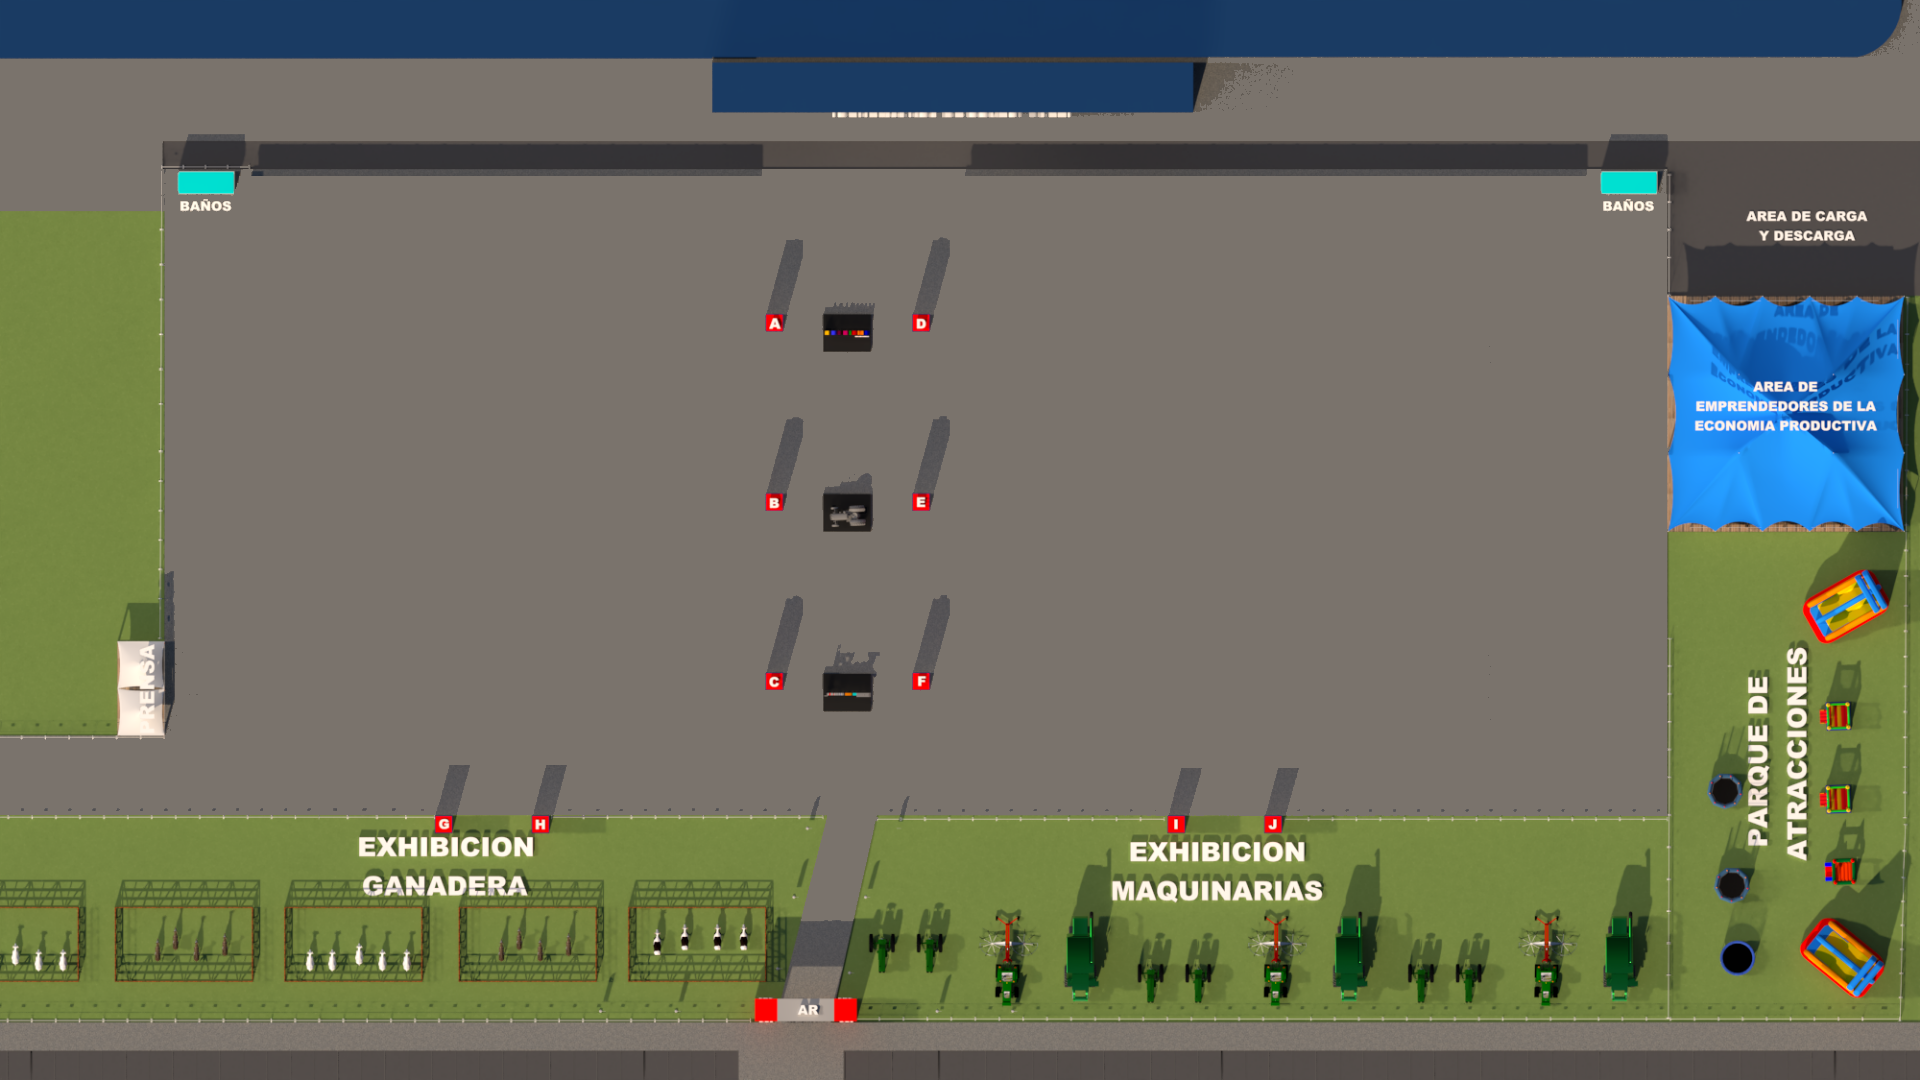 BAÑOS
BAÑOS
AREA DE CARGA
Y DESCARGA
A
D
AREA DE
EMPRENDEDORES DE LA
ECONOMIA PRODUCTIVA
B
E
PRENSA
C
F
PARQUE DE
ATRACCIONES
G
H
I
J
EXHIBICION
GANADERA
EXHIBICION
MAQUINARIAS
AR